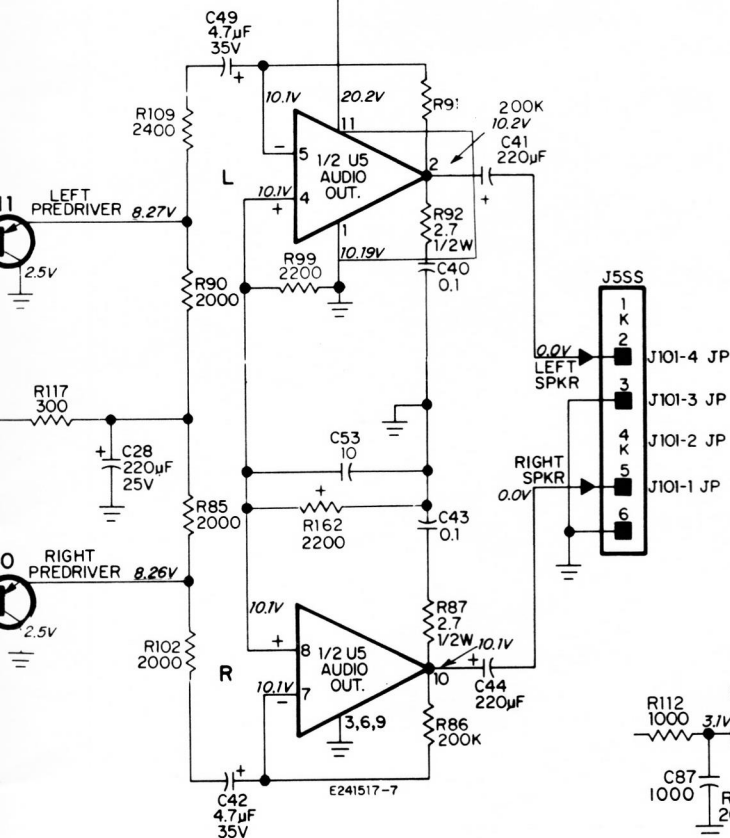 C49
4.7µF
35V
+
10.1V
20.2V
R91
200K
10.2V
R109
2400
11
−
5
1/2 U5
AUDIO
OUT.
2
C41
220µF
+
L
11
LEFT
PREDRIVER
8.27V
10.1V
+
4
1
R92
2.7
1/2W
2.5V
R99
2200
10.19V
C40
0.1
R90
2000
J5SS
1
K
2
0.0V
LEFT
SPKR
J101-4 JP
3
J101-3 JP
R117
300
C53
10
4
K
J101-2 JP
+
C28
220µF
25V
RIGHT
SPKR
0.0V
5
J101-1 JP
R85
2000
+
R162
2200
C43
0.1
6
0
RIGHT
PREDRIVER
8.26V
10.1V
R87
2.7
1/2W
2.5V
R102
2000
+
8
1/2 U5
AUDIO
OUT.
10.1V
+
10
C44
220µF
R
10.1V
−
7
3,6,9
R86
200K
R112
1000
3.1V
+
C42
4.7µF
35V
E241517-7
C87
1000
R